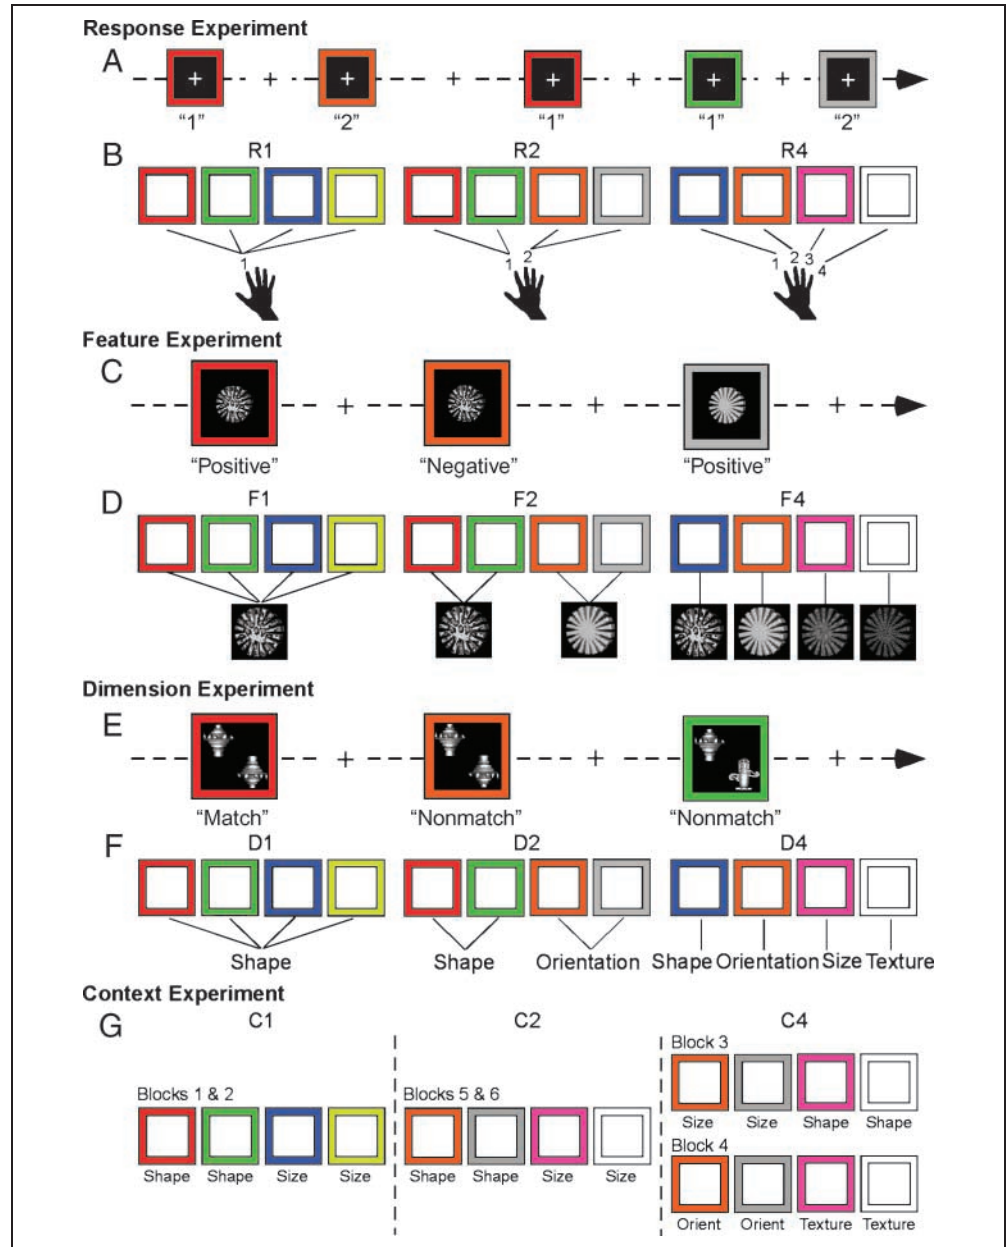 Response Experiment
A
+ + + + + + + + +
"1" "2" "1" "1" "2"
B R1 R2 R4
1 1 2 1 2 3 4
Feature Experiment
C
+ + +
"Positive" "Negative" "Positive"
D F1 F2 F4
Dimension Experiment
E
+ + +
"Match" "Nonmatch" "Nonmatch"
F D1 D2 D4
Shape Shape Orientation Shape Orientation Size Texture
Context Experiment
G C1 C2 C4
Block 3
Blocks 1 & 2 Blocks 5 & 6
Size Size Shape Shape
Block 4
Shape Shape Size Size Shape Shape Size Size
Orient Orient Texture Texture